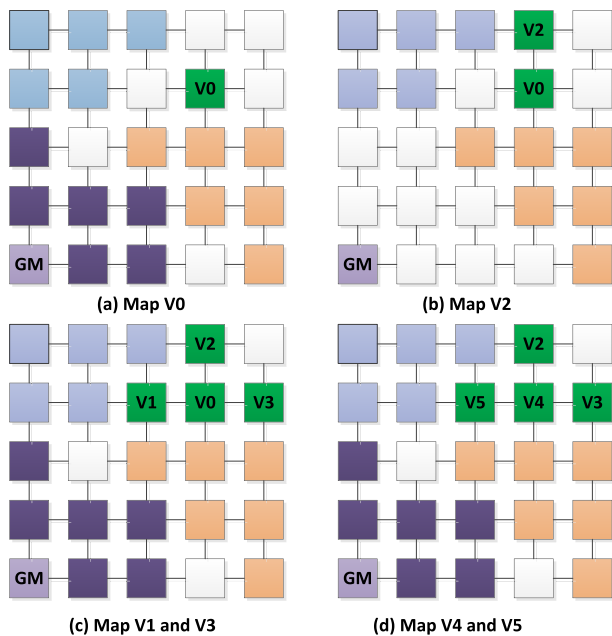 V2
V0
V0
GM
GM
(a) Map V0
(b) Map V2
V2
V2
V1 V0 V3
V5 V4 V3
GM
GM
(c) Map V1 and V3
(d) Map V4 and V5